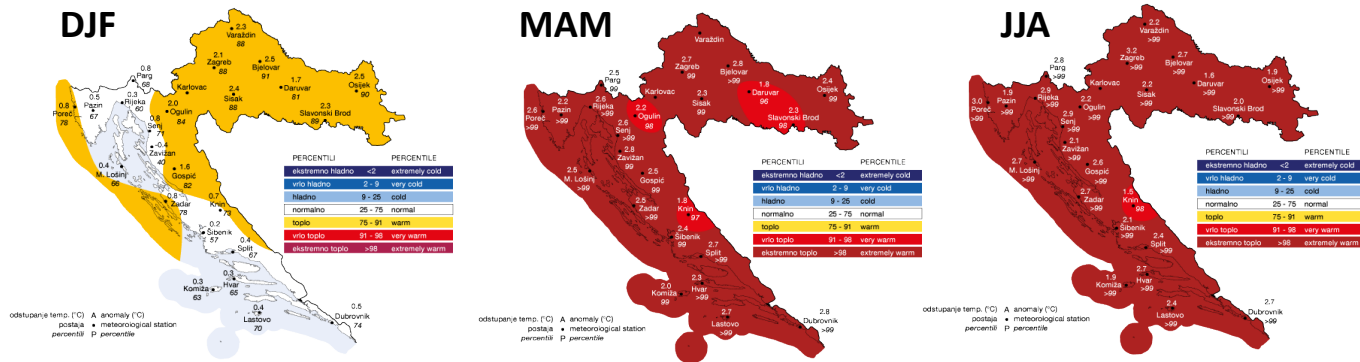 DJF
2.3
Varaždin
88
2.1
Zagreb
88
2.5
Bjelovar
91
0.8
Parg
68
Karlovac
2.4
Sisak
88
1.7
Daruvar
81
2.5
Osijek
90
2.3
Slavonski Brod
89
0.8
Poreč
78
0.5
Pazin
67
0.3
Rijeka
60
2.0
Ogulin
84
0.8
Senj
71
-0.4
Zavižan
40
0.4
M. Lošinj
66
1.6
Gospić
82
0.8
Zadar
78
0.7
Knin
73
0.2
Šibenik
57
0.4
Split
67
0.3
Hvar
65
0.3
Komiža
63
0.4
Lastovo
70
0.5
Dubrovnik
74
PERCENTILI PERCENTILE
ekstremno hladno <2 extremely cold
vrlo hladno 2 - 9 very cold
hladno 9 - 25 cold
normalno 25 - 75 normal
toplo 75 - 91 warm
vrlo toplo 91 - 98 very warm
ekstremno toplo >98 extremely warm
odstupanje temp. (°C) A anomaly (°C)
postaja • meteorological station
percentili P percentile
MAM
Varaždin
2.7
Zagreb
>99
2.8
Bjelovar
>99
2.5
Parg
99
Karlovac
2.3
Sisak
99
1.8
Daruvar
96
2.4
Osijek
99
2.3
Slavonski Brod
98
2.6
Poreč
>99
2.2
Pazin
>99
2.6
Rijeka
>99
2.2
Ogulin
98
2.6
Senj
>99
2.8
Zavižan
99
2.5
M. Lošinj
>99
2.5
Gospić
99
2.5
Zadar
>99
1.8
Knin
97
2.4
Šibenik
99
2.7
Split
>99
2.3
Hvar
>99
2.0
Komiža
99
2.7
Lastovo
>99
2.8
Dubrovnik
>99
PERCENTILI PERCENTILE
ekstremno hladno <2 extremely cold
vrlo hladno 2 - 9 very cold
hladno 9 - 25 cold
normalno 25 - 75 normal
toplo 75 - 91 warm
vrlo toplo 91 - 98 very warm
ekstremno toplo >98 extremely warm
odstupanje temp. (°C) A anomaly (°C)
postaja • meteorological station
percentili P percentile
JJA
2.2
Varaždin
>99
3.2
Zagreb
>99
2.7
Bjelovar
>99
2.8
Parg
>99
Karlovac
2.2
Sisak
>99
1.6
Daruvar
>99
1.9
Osijek
>99
2.0
Slavonski Brod
>99
3.0
Poreč
>99
1.9
Pazin
>99
2.9
Rijeka
>99
2.2
Ogulin
>99
2.9
Senj
>99
2.1
Zavižan
>99
2.7
M. Lošinj
>99
2.6
Gospić
>99
2.7
Zadar
>99
1.5
Knin
98
2.1
Šibenik
>99
2.4
Split
>99
2.7
Hvar
>99
1.9
Komiža
>99
2.4
Lastovo
>99
2.7
Dubrovnik
>99
PERCENTILI PERCENTILE
ekstremno hladno <2 extremely cold
vrlo hladno 2 - 9 very cold
hladno 9 - 25 cold
normalno 25 - 75 normal
toplo 75 - 91 warm
vrlo toplo 91 - 98 very warm
ekstremno toplo >98 extremely warm
odstupanje temp. (°C) A anomaly (°C)
postaja • meteorological station
percentili P percentile